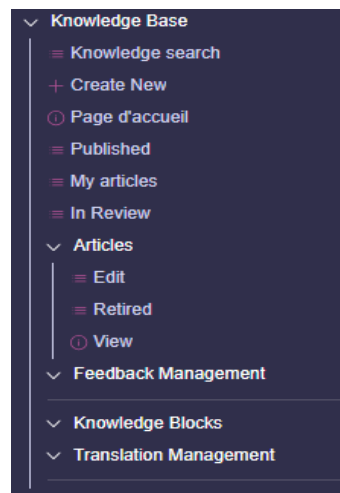 Knowledge Base
Knowledge search
Create New
Page d'accueil
Published
My articles
In Review
Articles
Edit
Retired
View
Feedback Management
Knowledge Blocks
Translation Management